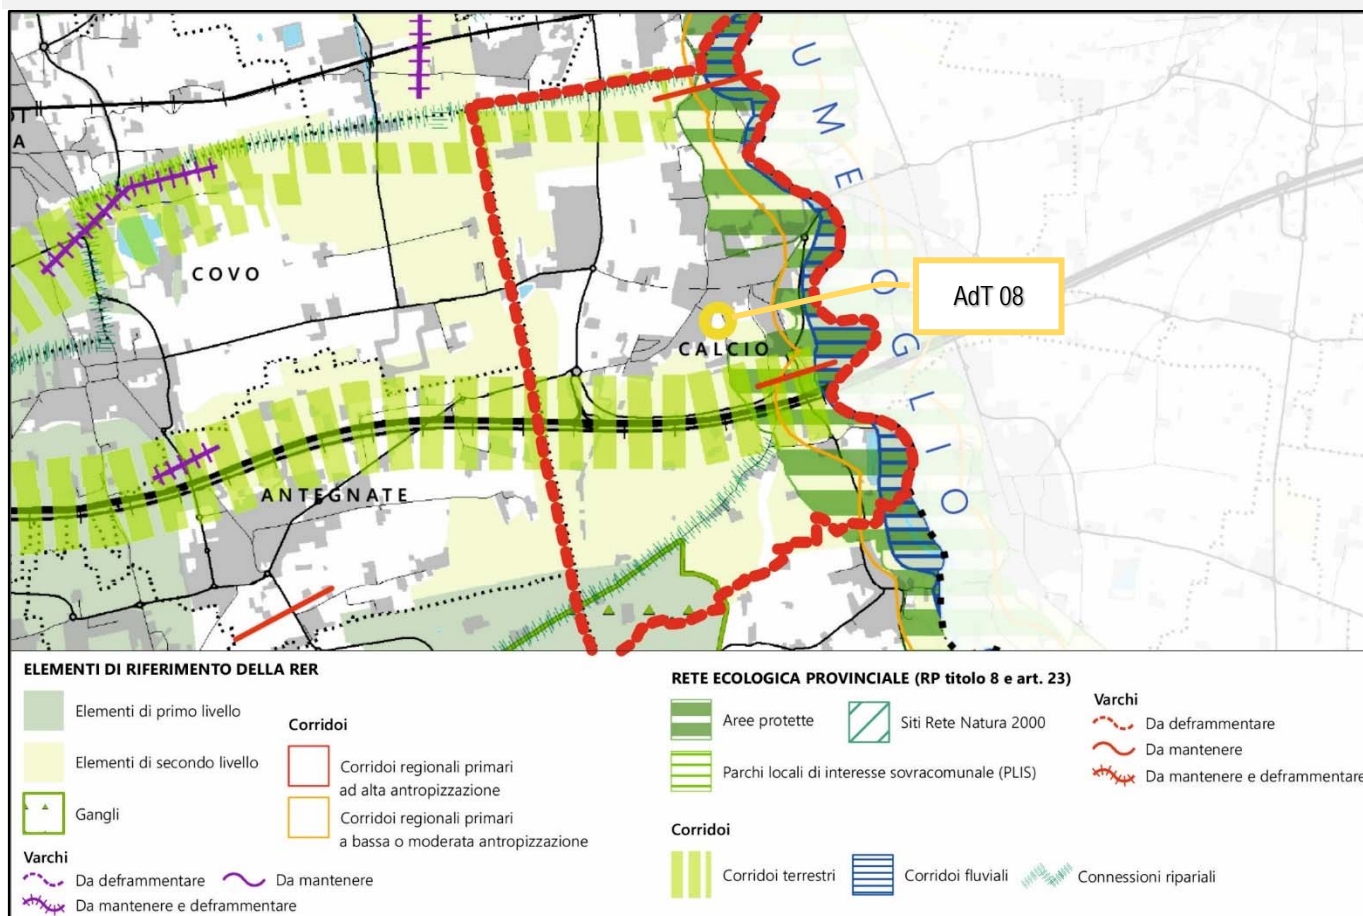 UME
OGLIO
A
COVO
AdT 08
CALCIO
ANTEGNATE
ELEMENTI DI RIFERIMENTO DELLA RER
Elementi di primo livello
Elementi di secondo livello
Gangli
Varchi
Da deframmentare
Da mantenere
Da mantenere e deframmentare
Corridoi
Corridoi regionali primari
ad alta antropizzazione
Corridoi regionali primari
a bassa o moderata antropizzazione
RETE ECOLOGICA PROVINCIALE (RP titolo 8 e art. 23)
Aree protette
Siti Rete Natura 2000
Parchi locali di interesse sovracomunale (PLIS)
Varchi
Da deframmentare
Da mantenere
Da mantenere e deframmentare
Corridoi
Corridoi terrestri
Corridoi fluviali
Connessioni ripariali